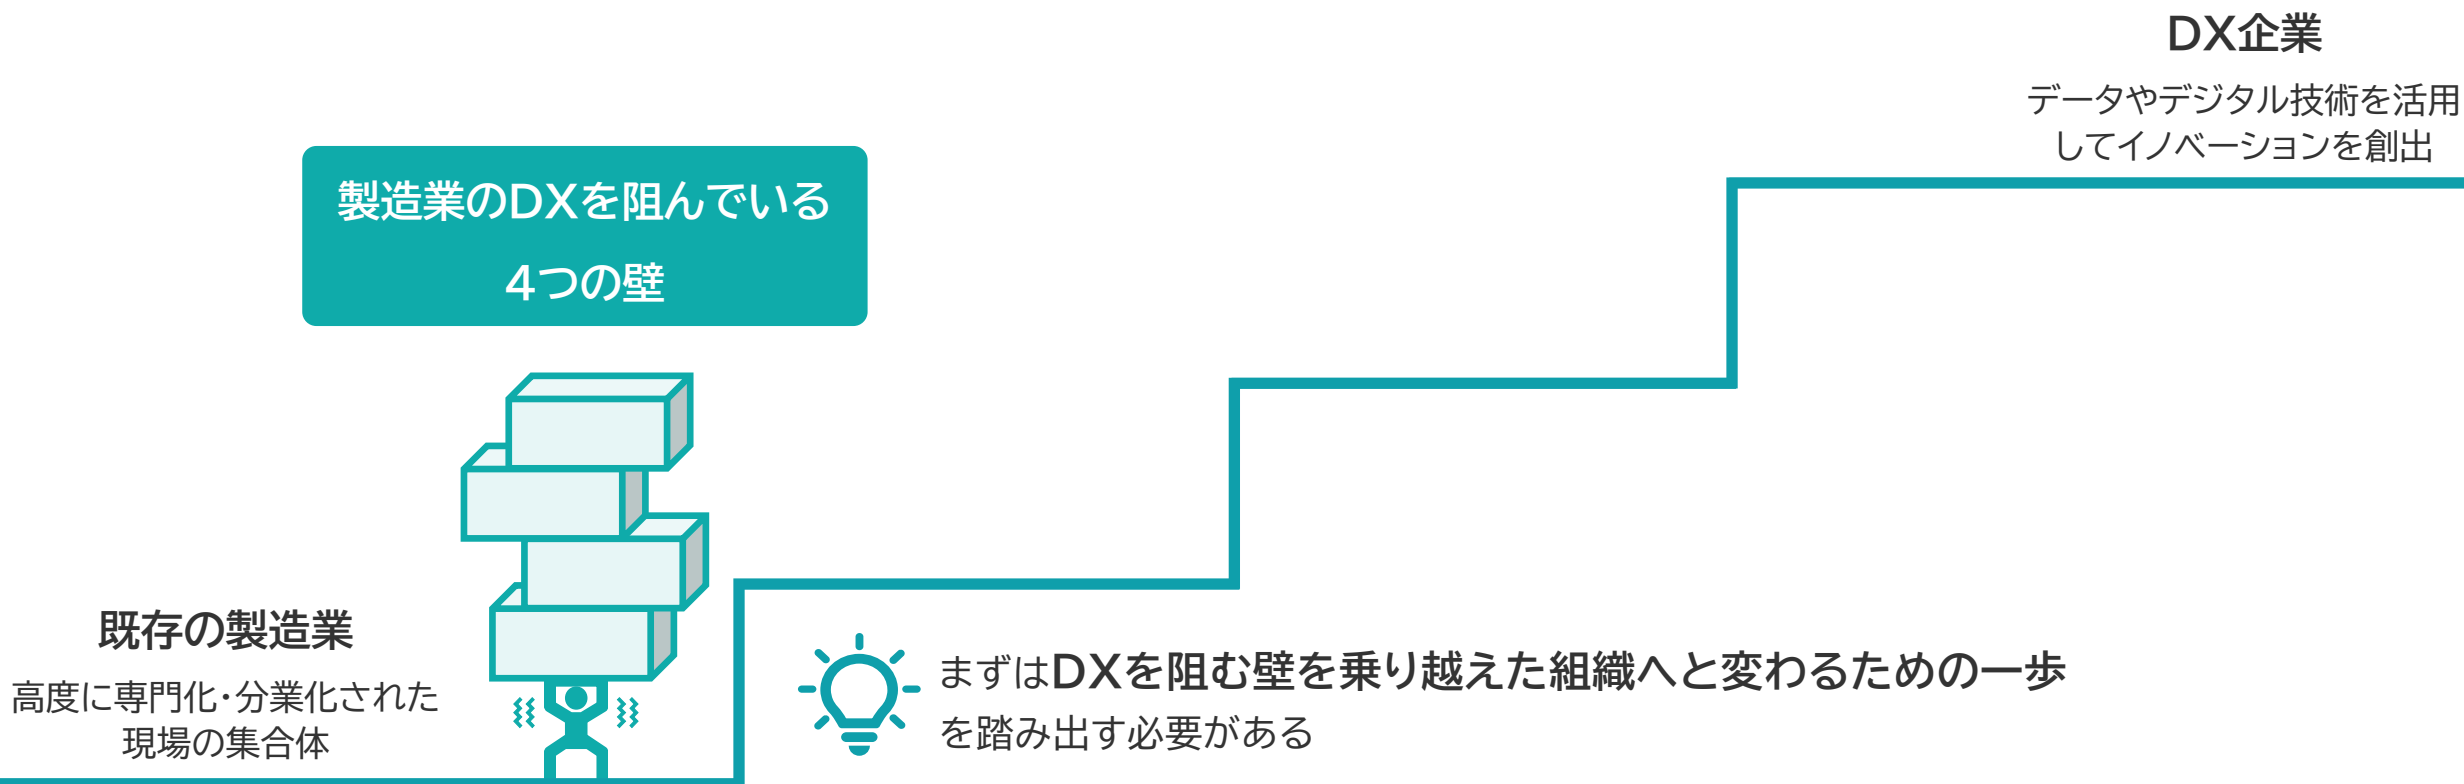 DX企業
データやデジタル技術を活用
してイノベーションを創出
製造業のDXを阻んでいる
4つの壁
既存の製造業
高度に専門化・分業化された
現場の集合体
まずはDXを阻む壁を乗り越えた組織へと変わるための一歩
を踏み出す必要がある